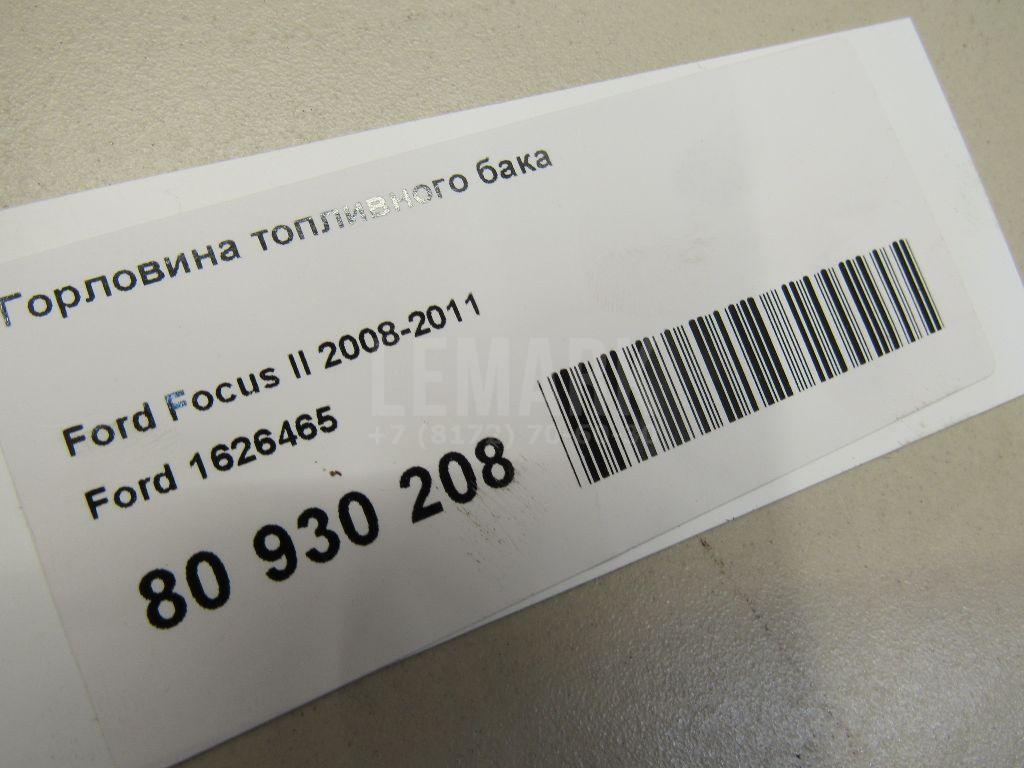 Горловина топливного бака
Ford Focus II 2008-2011
Ford 1626465
80 930 208